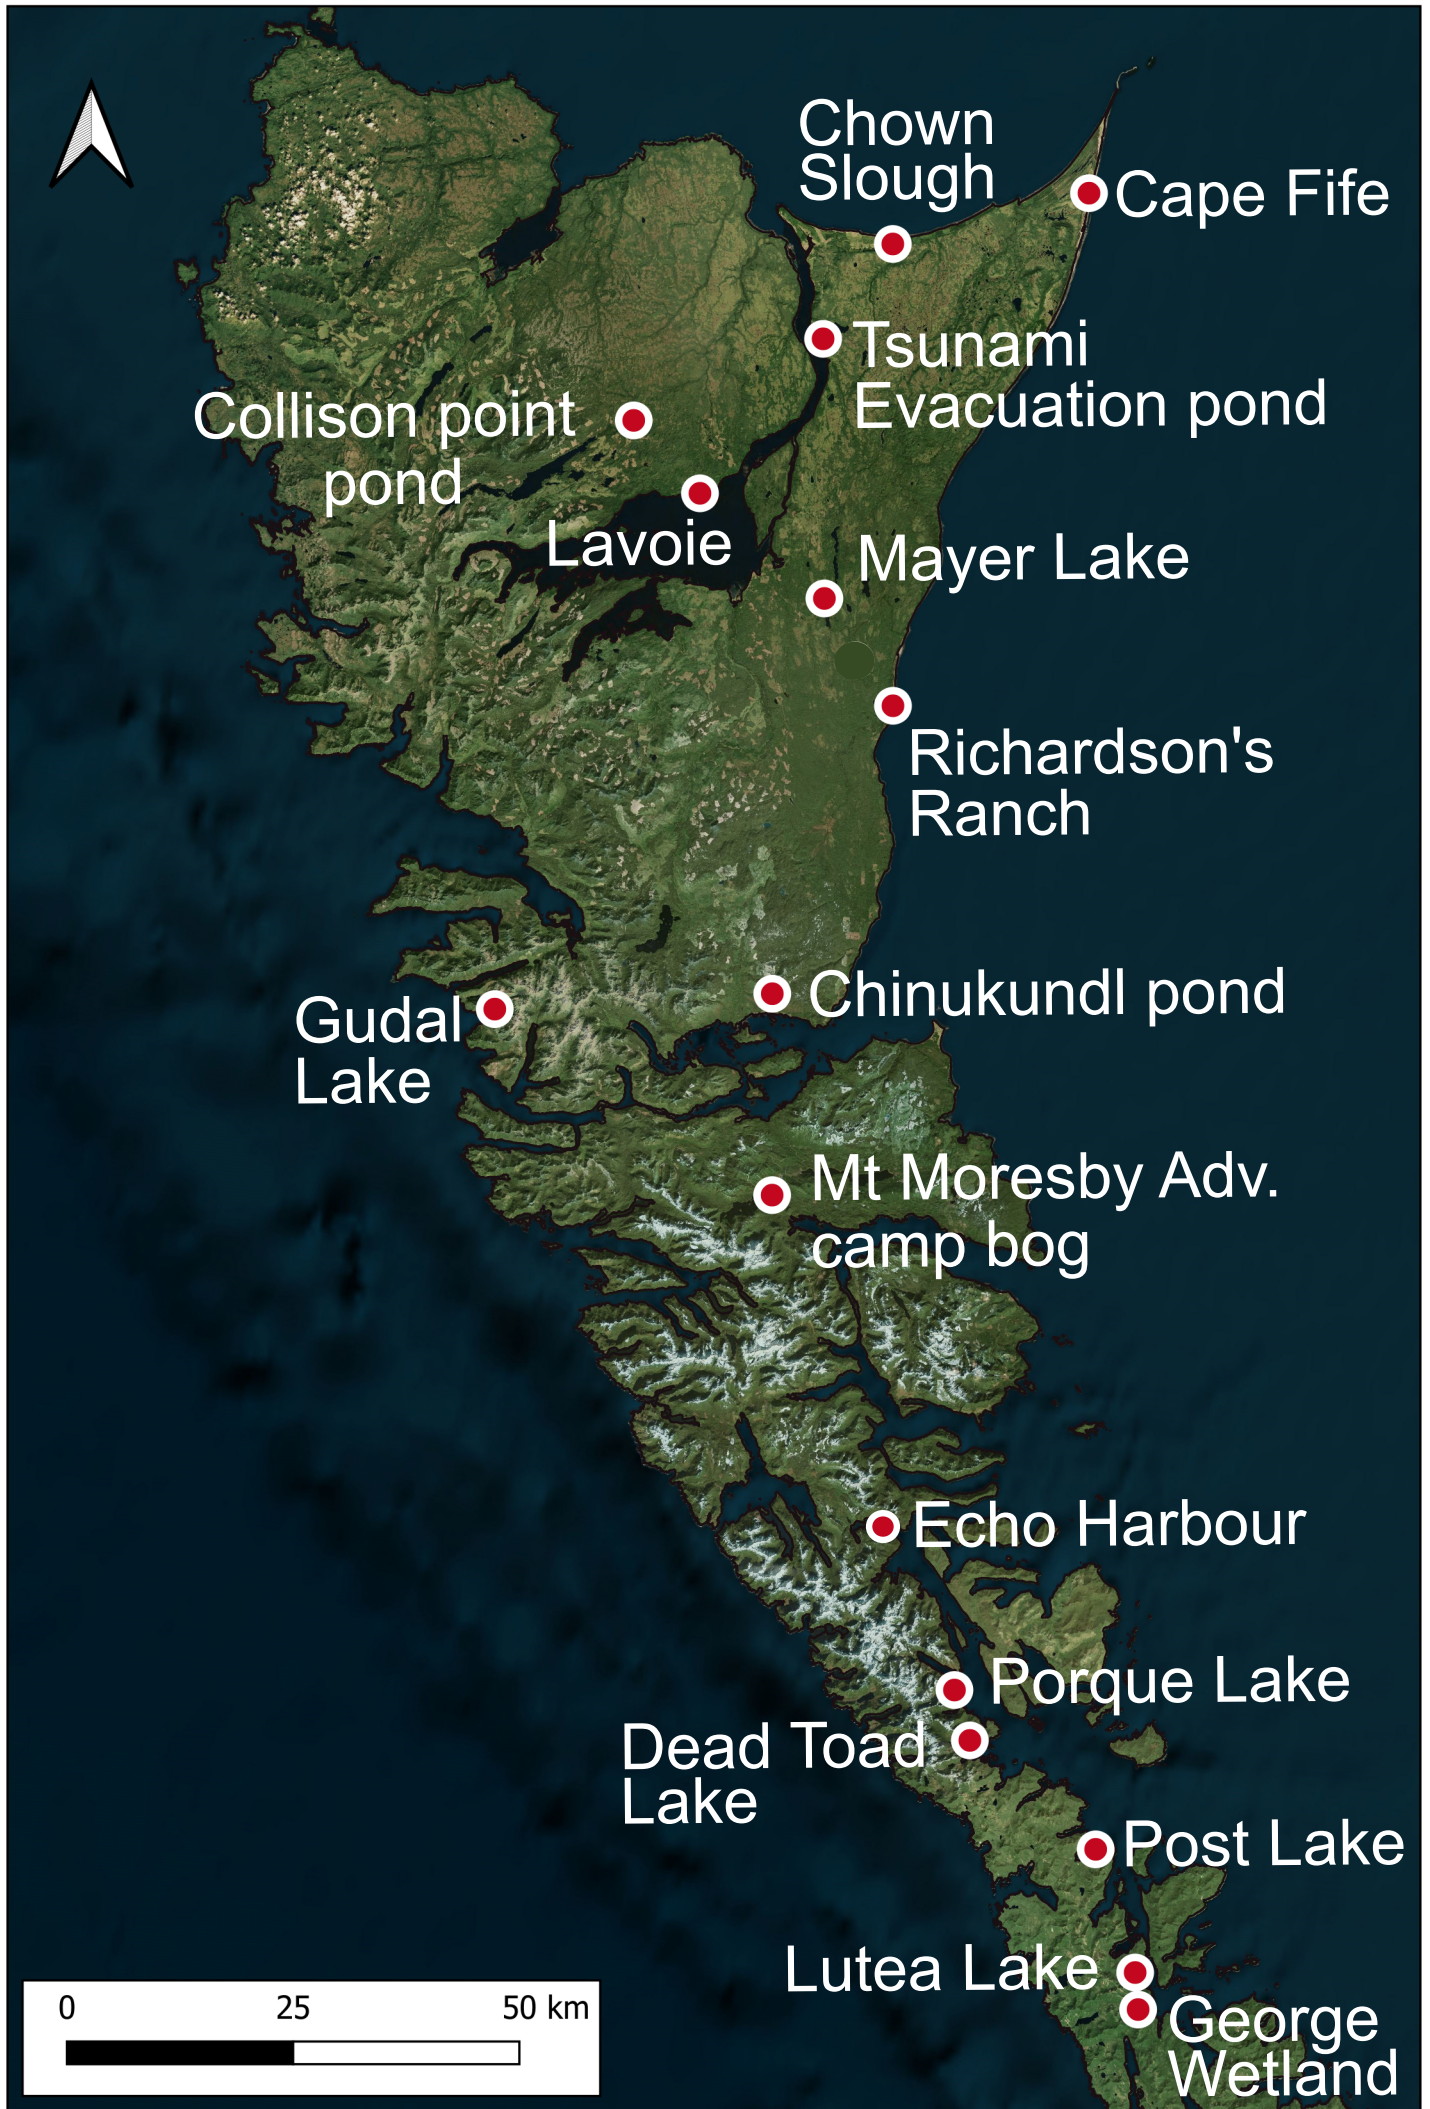 Chown
Slough
Cape Fife
Tsunami
Evacuation pond
Collison point
pond
Lavoie
Mayer Lake
Richardson's
Ranch
Chinukundl pond
Gudal
Lake
Mt Moresby Adv.
camp bog
Echo Harbour
Porque Lake
Dead Toad
Lake
Post Lake
Lutea Lake
George
Wetland
0 25 50 km